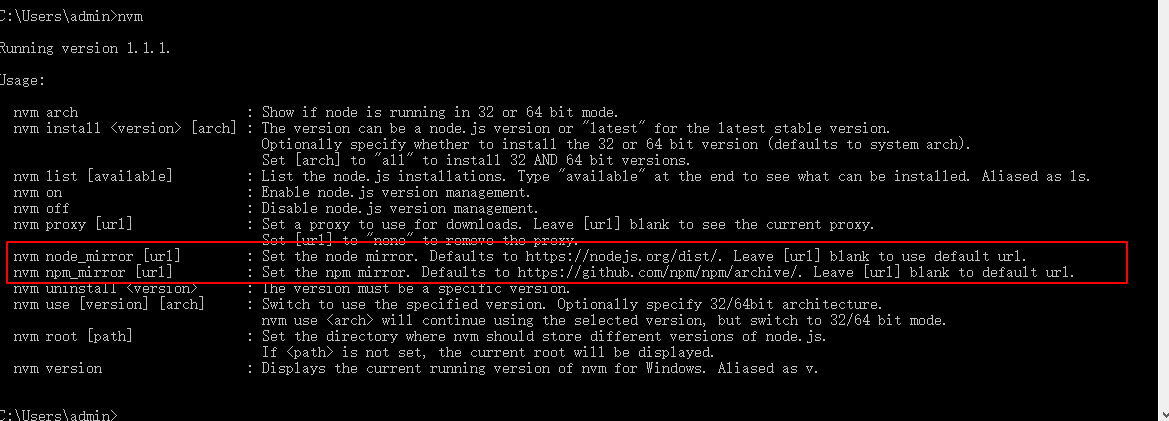 C:\Users\admin>nvm
Running version 1.1.1.
Usage:
nvm arch : Show if node is running in 32 or 64 bit mode.
nvm install <version> [arch] : The version can be a node.js version or "latest" for the latest stable version.
Optionally specify whether to install the 32 or 64 bit version (defaults to system arch).
Set [arch] to "all" to install 32 AND 64 bit versions.
nvm list [available] : List the node.js installations. Type "available" at the end to see what can be installed. Aliased as ls.
nvm on : Enable node.js version management.
nvm off : Disable node.js version management.
nvm proxy [url] : Set a proxy to use for downloads. Leave [url] blank to see the current proxy.
Set [url] to "none" to remove the proxy.
nvm node_mirror [url] : Set the node mirror. Defaults to https://nodejs.org/dist/. Leave [url] blank to use default url.
nvm npm_mirror [url] : Set the npm mirror. Defaults to https://github.com/npm/npm/archive/. Leave [url] blank to default url.
nvm uninstall <version> : The version must be a specific version.
nvm use [version] [arch] : Switch to use the specified version. Optionally specify 32/64bit architecture.
nvm use <arch> will continue using the selected version, but switch to 32/64 bit mode.
nvm root [path] : Set the directory where nvm should store different versions of node.js.
If <path> is not set, the current root will be displayed.
nvm version : Displays the current running version of nvm for Windows. Aliased as v.
C:\Users\admin>